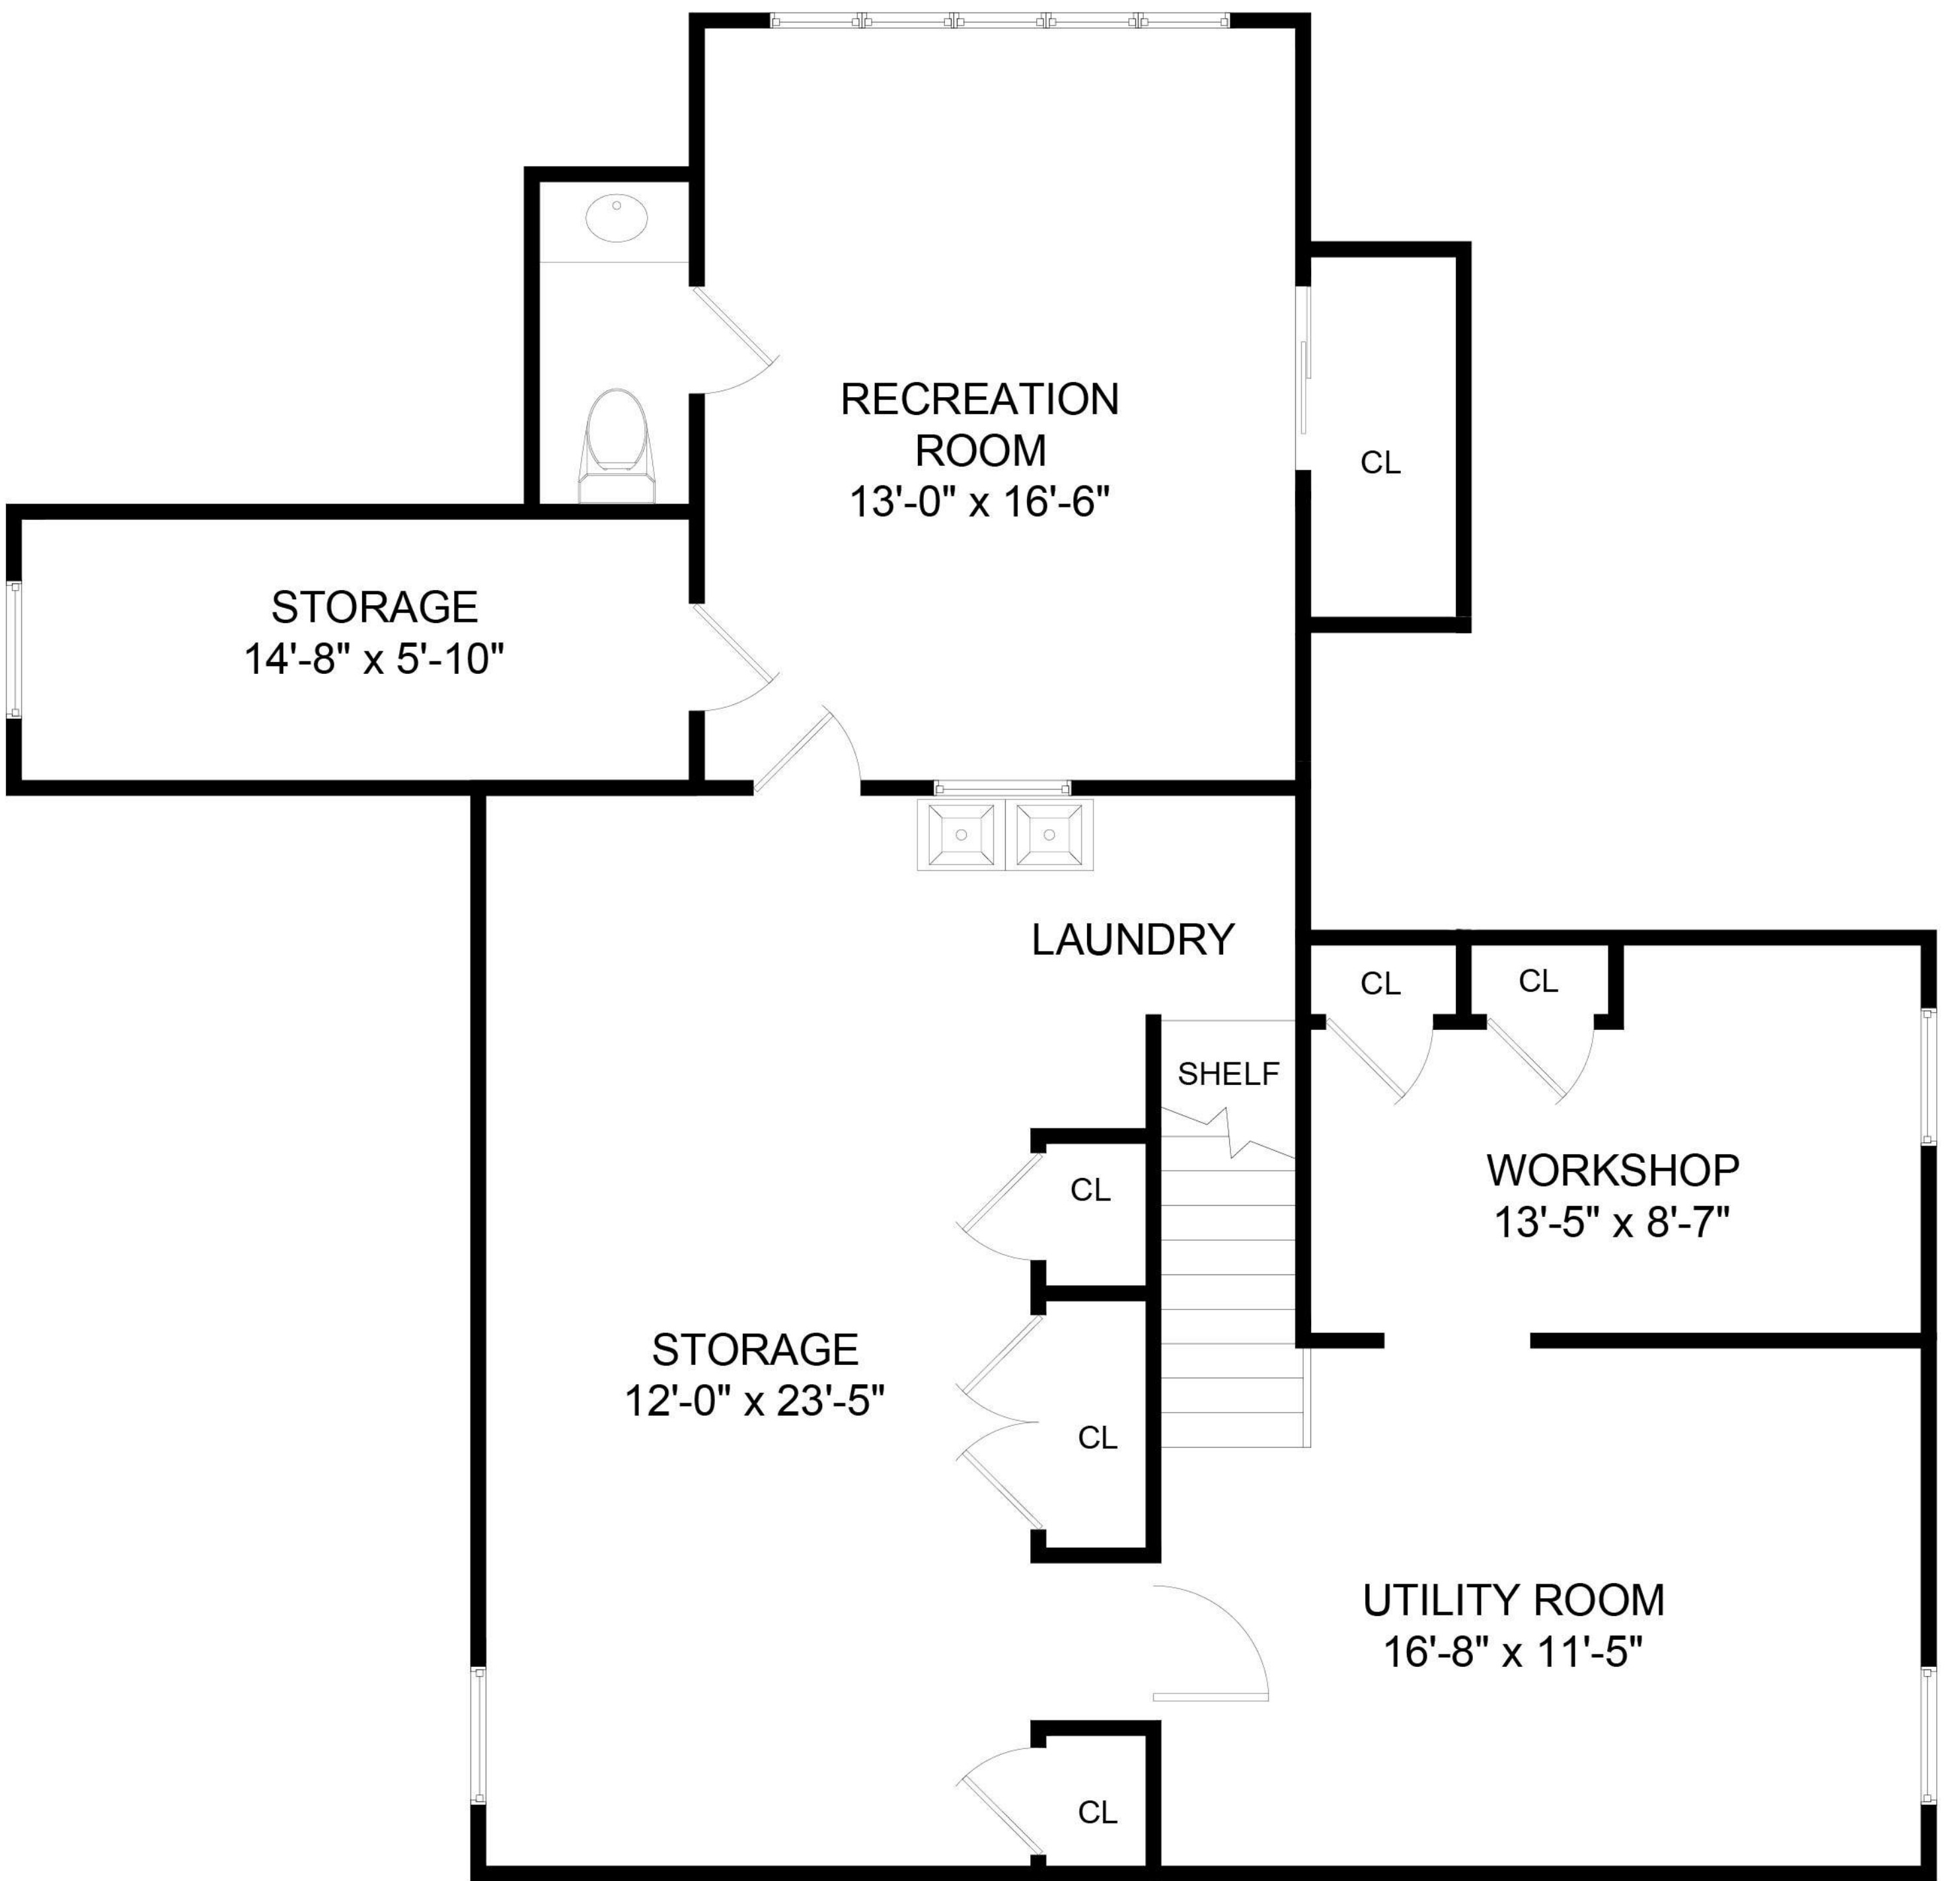 RECREATION
ROOM
13'-0" x 16'-6"
CL
STORAGE
14'-8" x 5'-10"
LAUNDRY
CL
CL
SHELF
WORKSHOP
13'-5" x 8'-7"
CL
STORAGE
12'-0" x 23'-5"
CL
UTILITY ROOM
16'-8" x 11'-5"
CL